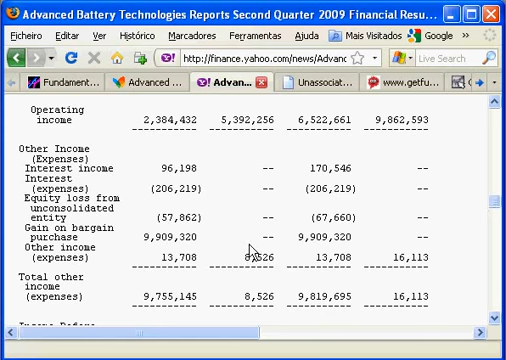 Advanced Battery Technologies Reports Second Quarter 2009 Financial Resu...
Ficheiro Editar Ver Histórico Marcadores Ferramentas Ajuda Mais Visitados Google
http://finance.yahoo.com/news/Advanc Live Search
Fundament... Advanced ... Advan... Unassociat... www.getfu...
Operating
income 2,384,432 5,392,256 6,522,661 9,862,593
----------- ----------- ----------- -----------
Other Income
(Expenses)
Interest income 96,198 -- 170,546 --
Interest
(expenses) (206,219) -- (206,219) --
Equity loss from
unconsolidated
entity (57,862) -- (67,660) --
Gain on bargain
purchase 9,909,320 -- 9,909,320 --
Other income
(expenses) 13,708 8,526 13,708 16,113
----------- ----------- ----------- -----------
Total other
income
(expenses) 9,755,145 8,526 9,819,695 16,113
----------- ----------- ----------- -----------
Income Before